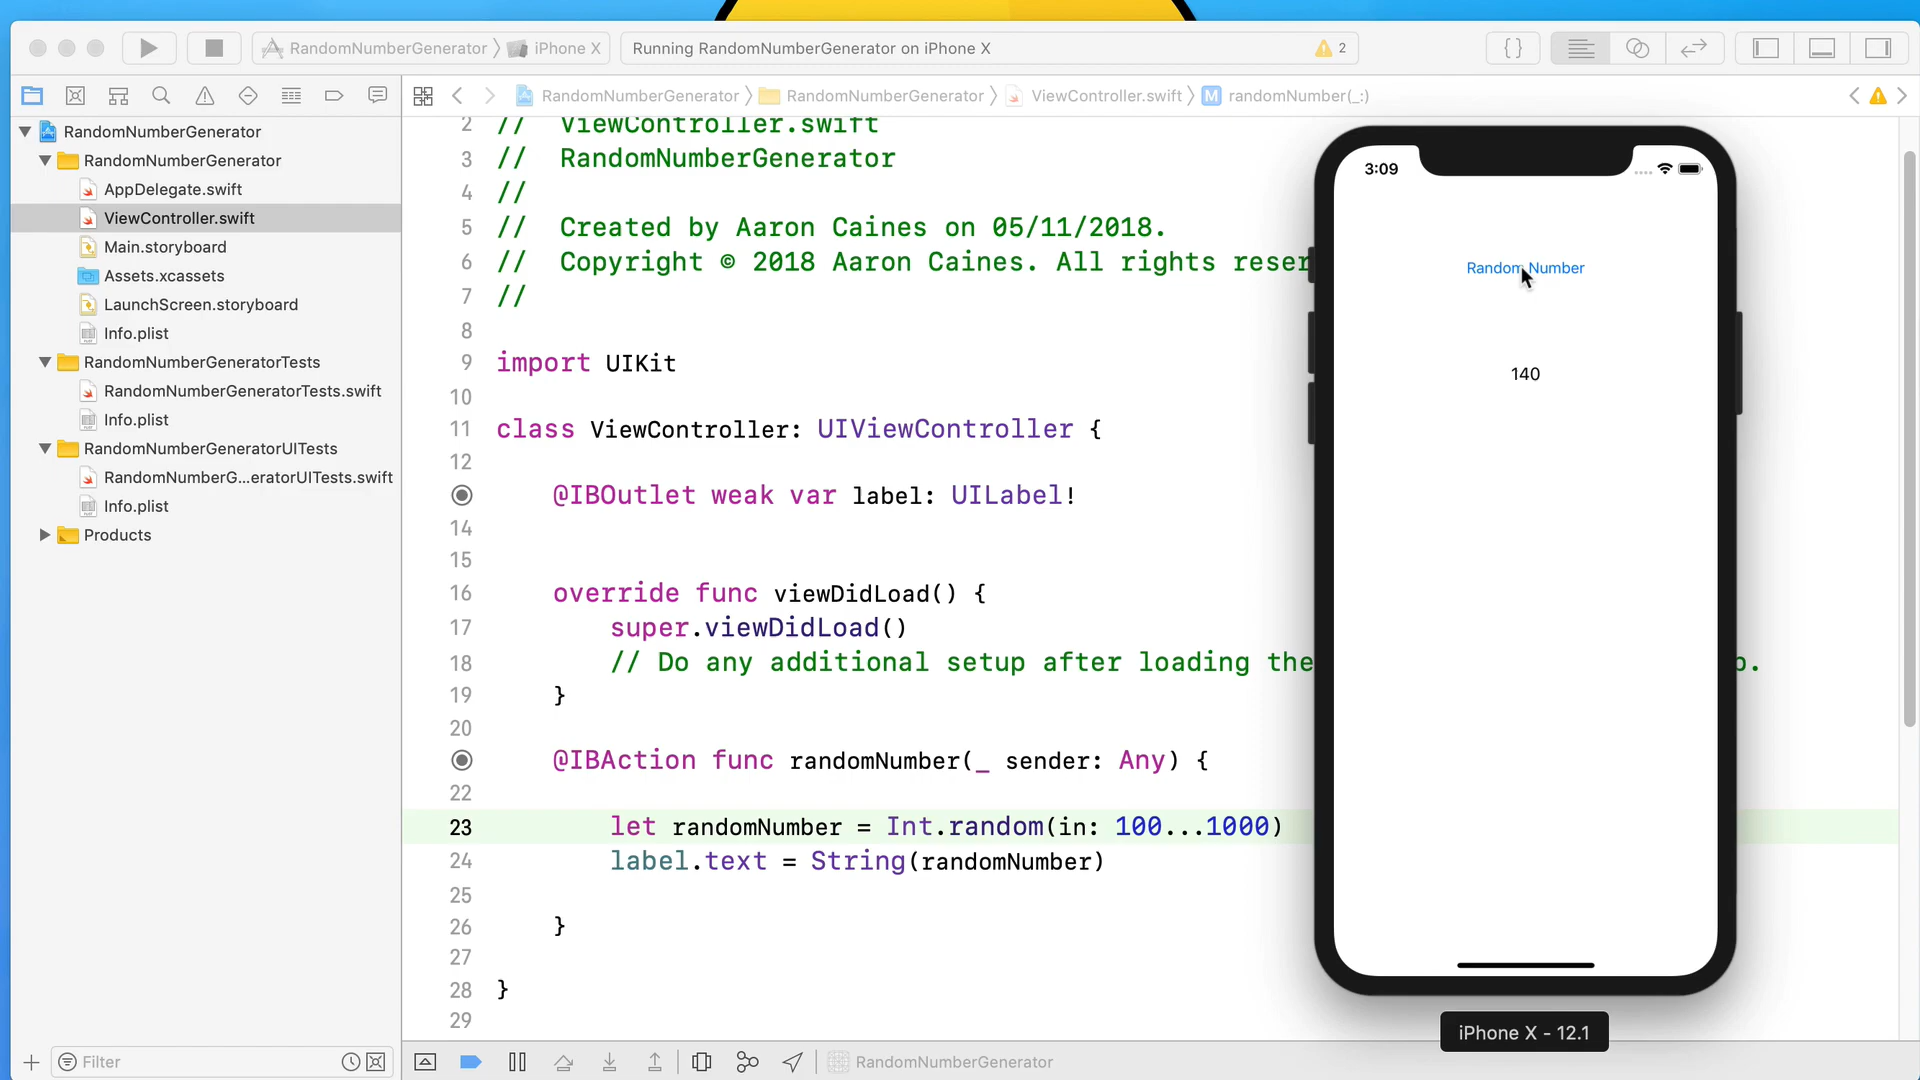 RandomNumberGenerator iPhone X
Running RandomNumberGenerator on iPhone X
2
RandomNumberGenerator RandomNumberGenerator ViewController.swift M randomNumber(_:)
RandomNumberGenerator
RandomNumberGenerator
AppDelegate.swift
ViewController.swift
Main.storyboard
Assets.xcassets
LaunchScreen.storyboard
Info.plist
RandomNumberGeneratorTests
RandomNumberGeneratorTests.swift
Info.plist
RandomNumberGeneratorUITests
RandomNumberG...eratorUITests.swift
Info.plist
Products
Filter
2 // ViewController.swift
3 // RandomNumberGenerator
4 //
5 // Created by Aaron Caines on 05/11/2018.
6 // Copyright © 2018 Aaron Caines. All rights reser
7 //
8
9 import UIKit
10
11 class ViewController: UIViewController {
12
@IBOutlet weak var label: UILabel!
14
15
16 override func viewDidLoad() {
17 super.viewDidLoad()
18 // Do any additional setup after loading the
19 }
20
@IBAction func randomNumber(_ sender: Any) {
22
23 let randomNumber = Int.random(in: 100...1000)
24 label.text = String(randomNumber)
25
26 }
27
28 }
29
3:09
Random Number
140
iPhone X - 12.1
RandomNumberGenerator